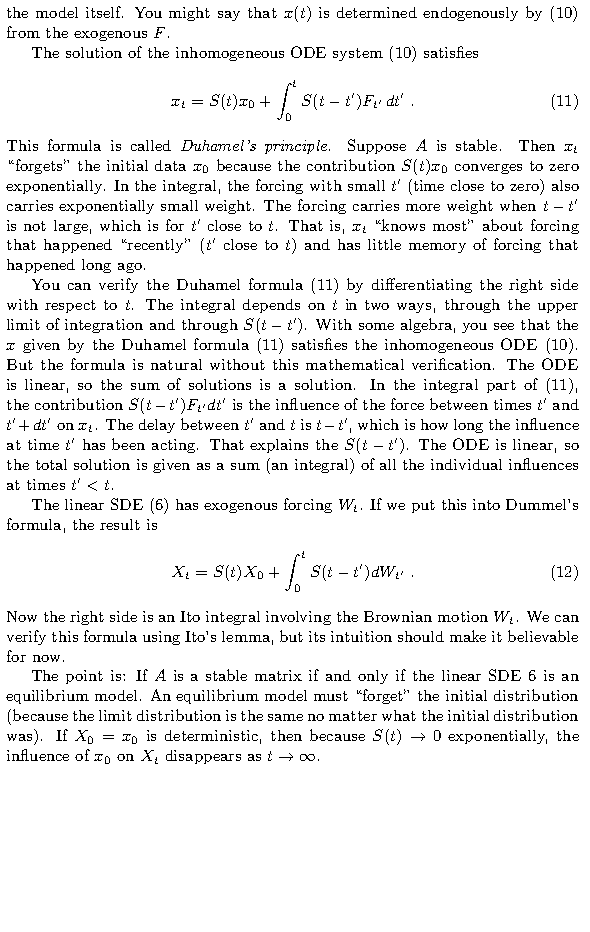 the model itself. You might say that x(t) is determined endogenously by (10)
from the exogenous F.
The solution of the inhomogeneous ODE system (10) satisfies
x_t = S(t)x_0 + ∫_0^t S(t − t′)F_{t′} dt′ . (11)
This formula is called Duhamel's principle. Suppose A is stable. Then x_t
“forgets” the initial data x_0 because the contribution S(t)x_0 converges to zero
exponentially. In the integral, the forcing with small t′ (time close to zero) also
carries exponentially small weight. The forcing carries more weight when t − t′
is not large, which is for t′ close to t. That is, x_t “knows most” about forcing
that happened “recently” (t′ close to t) and has little memory of forcing that
happened long ago.
You can verify the Duhamel formula (11) by differentiating the right side
with respect to t. The integral depends on t in two ways, through the upper
limit of integration and through S(t − t′). With some algebra, you see that the
x given by the Duhamel formula (11) satisfies the inhomogeneous ODE (10).
But the formula is natural without this mathematical verification. The ODE
is linear, so the sum of solutions is a solution. In the integral part of (11),
the contribution S(t − t′)F_{t′}dt′ is the influence of the force between times t′ and
t′ + dt′ on x_t. The delay between t′ and t is t − t′, which is how long the influence
at time t′ has been acting. That explains the S(t − t′). The ODE is linear, so
the total solution is given as a sum (an integral) of all the individual influences
at times t′ < t.
The linear SDE (6) has exogenous forcing W_t. If we put this into Dummel's
formula, the result is
X_t = S(t)X_0 + ∫_0^t S(t − t′)dW_{t′} . (12)
Now the right side is an Ito integral involving the Brownian motion W_t. We can
verify this formula using Ito's lemma, but its intuition should make it believable
for now.
The point is: If A is a stable matrix if and only if the linear SDE 6 is an
equilibrium model. An equilibrium model must “forget” the initial distribution
(because the limit distribution is the same no matter what the initial distribution
was). If X_0 = x_0 is deterministic, then because S(t) → 0 exponentially, the
influence of x_0 on X_t disappears as t → ∞.